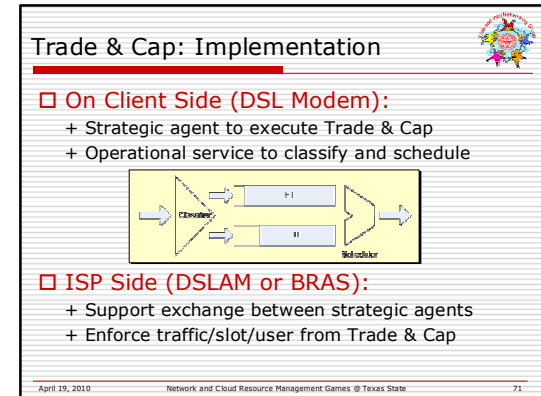 Trade & Cap: Implementation
On Client Side (DSL Modem):
+ Strategic agent to execute Trade & Cap
+ Operational service to classify and schedule
Classifier
Scheduler
ISP Side (DSLAM or BRAS):
+ Support exchange between strategic agents
+ Enforce traffic/slot/user from Trade & Cap
April 19, 2010
Network and Cloud Resource Management Games @ Texas State
71